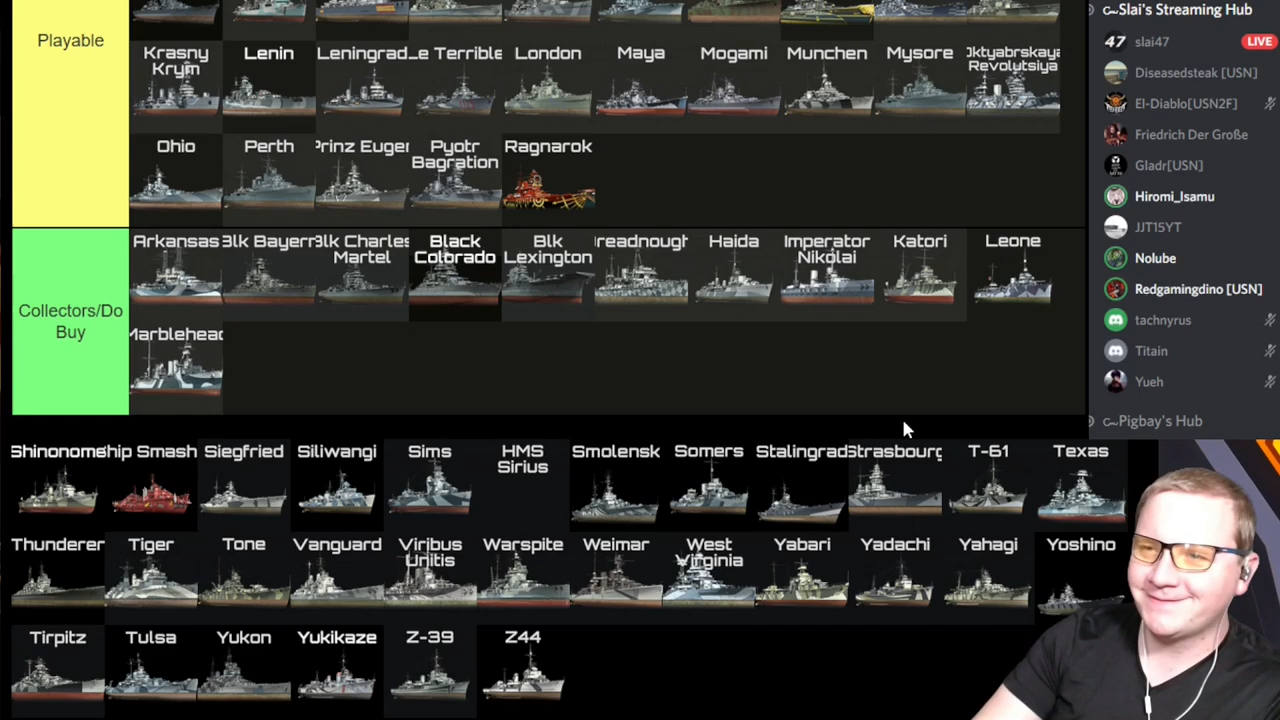 Playable
Krasny Krym
Lenin
Leningrad
Le Terrible
London
Maya
Mogami
Munchen
Mysore
Oktyabrskaya Revolutsiya
Ohio
Perth
Prinz Eugen
Pyotr Bagration
Ragnarok
Collectors/Do Buy
Arkansas
Blk Bayern
Blk Charles Martel
Black Colorado
Blk Lexington
Dreadnought
Haida
Imperator Nikolai
Katori
Leone
Marblehead
Shinonome
Ship Smash
Siegfried
Siliwangi
Sims
HMS Sirius
Smolensk
Somers
Stalingrad
Strasbourg
T-61
Texas
Thunderer
Tiger
Tone
Vanguard
Viribus Unitis
Warspite
Weimar
West Virginia
Yabari
Yadachi
Yahagi
Yoshino
Tirpitz
Tulsa
Yukon
Yukikaze
Z-39
Z44
Slai's Streaming Hub
47 slai47 LIVE
Diseasedsteak [USN]
El-Diablo[USN2F]
Friedrich Der Große
Gladr[USN]
Hiromi_Isamu
JJT15YT
Nolube
Redgamingdino [USN]
tachnyrus
Titain
Yueh
Pigbay's Hub